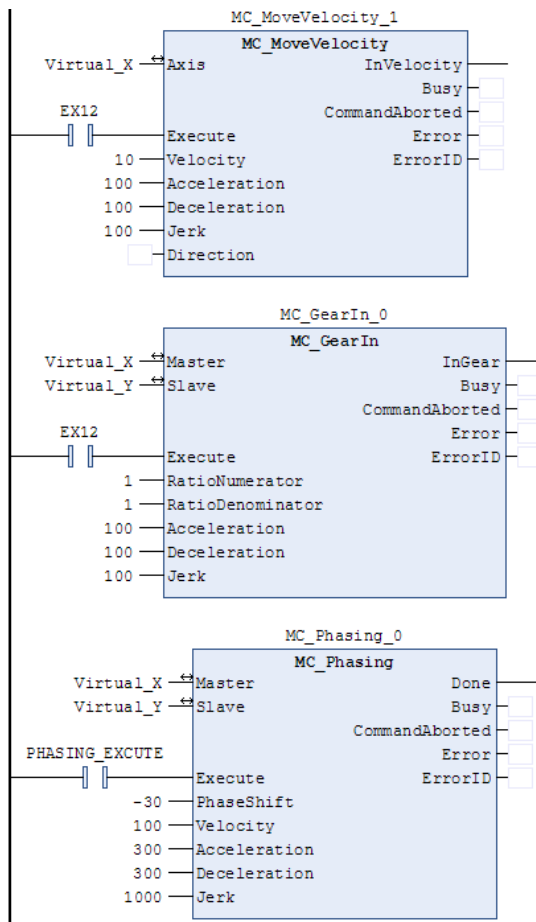 MC_MoveVelocity_1
MC_MoveVelocity
Virtual_X Axis InVelocity
Busy
CommandAborted
EX12
Execute Error
10 Velocity ErrorID
100 Acceleration
100 Deceleration
100 Jerk
Direction
MC_GearIn_0
MC_GearIn
Virtual_X Master InGear
Virtual_Y Slave Busy
CommandAborted
EX12
Error
Execute ErrorID
1 RatioNumerator
1 RatioDenominator
100 Acceleration
100 Deceleration
100 Jerk
MC_Phasing_0
MC_Phasing
Virtual_X Master Done
Virtual_Y Slave Busy
CommandAborted
PHASING_EXCUTE Error
Execute ErrorID
-30 PhaseShift
100 Velocity
300 Acceleration
300 Deceleration
1000 Jerk